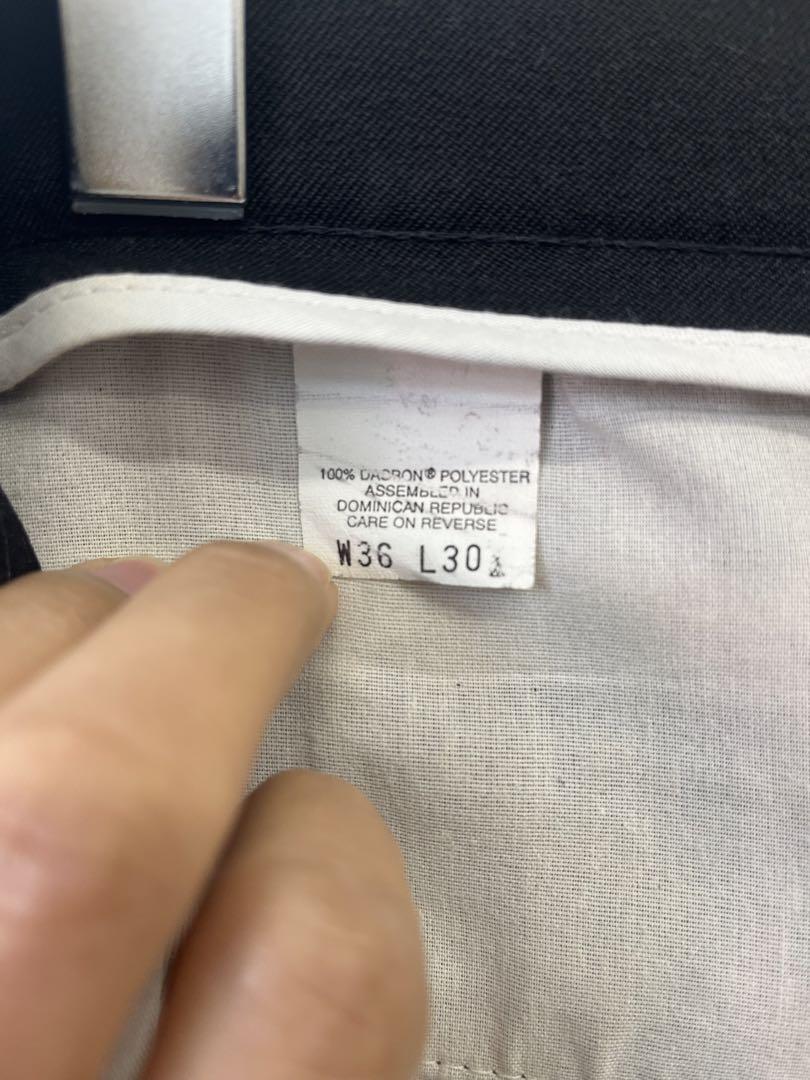 100% DACRON® POLYESTER
ASSEMBLED IN
DOMINICAN REPUBLIC
CARE ON REVERSE
W36 L30